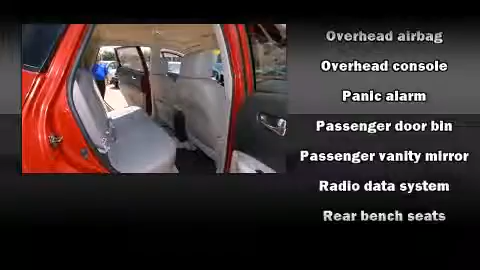 Overhead airbag
Overhead console
Panic alarm
Passenger door bin
Passenger vanity mirror
Radio data system
Rear bench seats